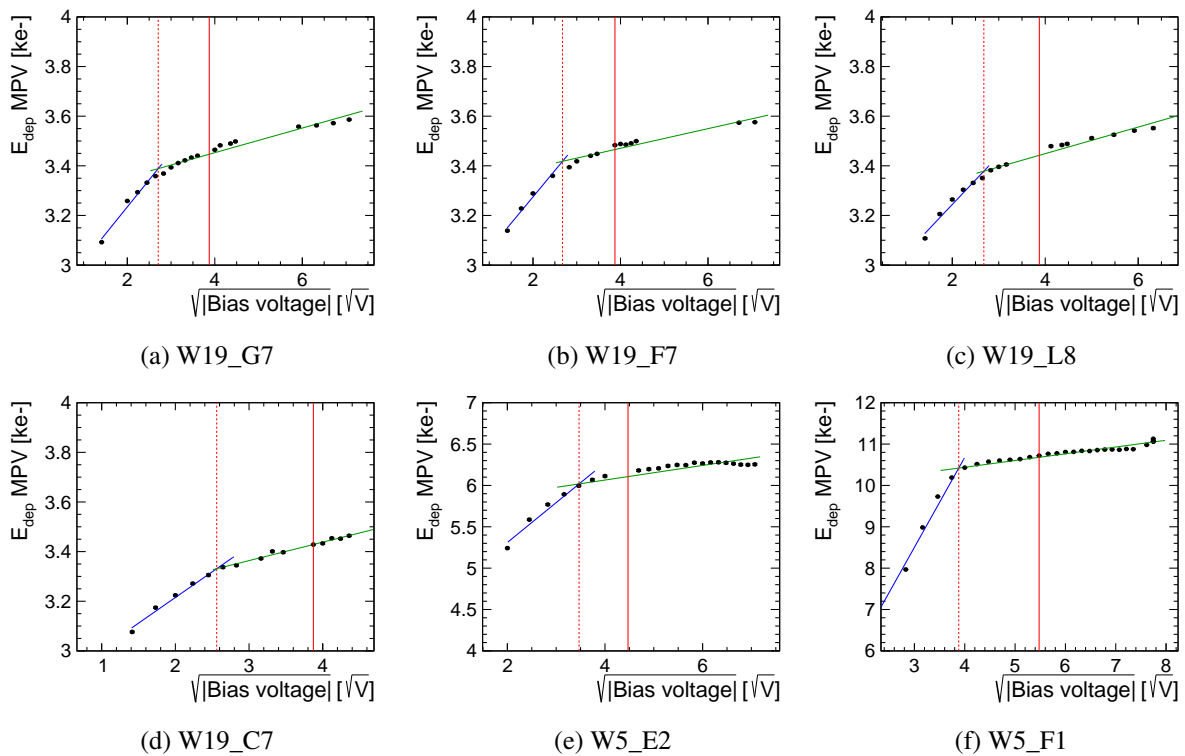 4
3.8
3.6
3.4
3.2
3
E_dep MPV [ke-]
2 4 6
√|Bias voltage| [√V]
(a) W19_G7
4
3.8
3.6
3.4
3.2
3
E_dep MPV [ke-]
2 4 6
√|Bias voltage| [√V]
(b) W19_F7
4
3.8
3.6
3.4
3.2
3
E_dep MPV [ke-]
2 4 6
√|Bias voltage| [√V]
(c) W19_L8
4
3.8
3.6
3.4
3.2
3
E_dep MPV [ke-]
1 2 3 4
√|Bias voltage| [√V]
(d) W19_C7
7
6.5
6
5.5
5
4.5
4
E_dep MPV [ke-]
2 4 6
√|Bias voltage| [√V]
(e) W5_E2
12
11
10
9
8
7
6
E_dep MPV [ke-]
3 4 5 6 7 8
√|Bias voltage| [√V]
(f) W5_F1